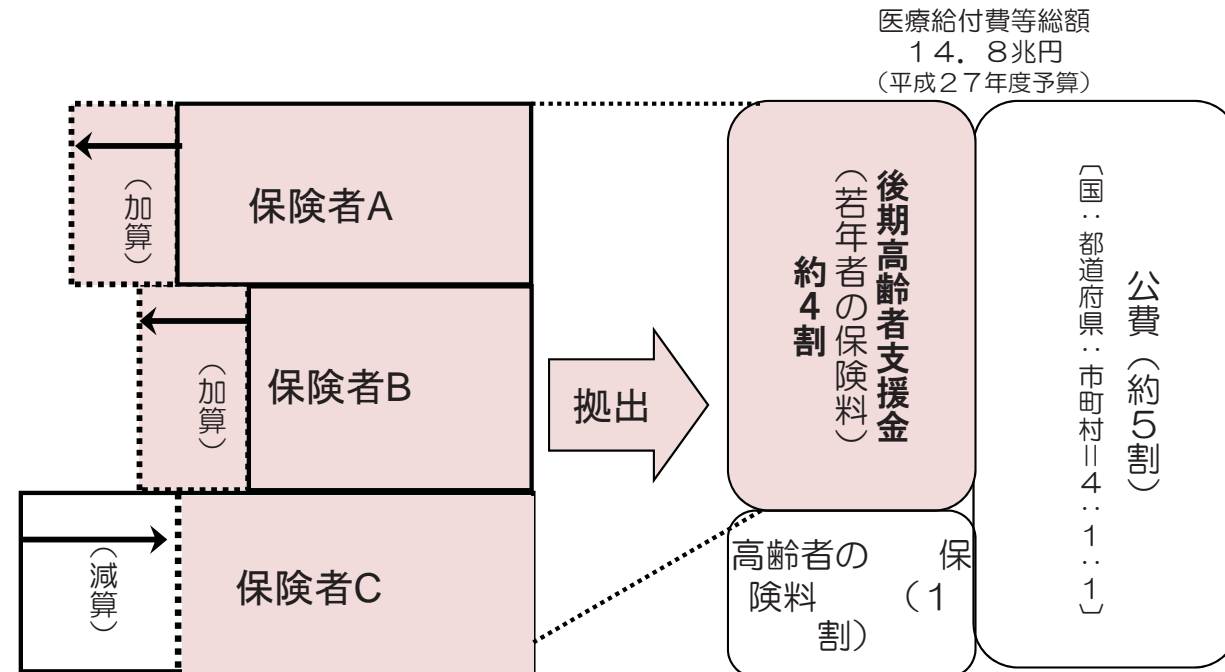 医療給付費等総額
１４．８兆円
（平成２７年度予算）
（加算）
保険者A
（加算）
保険者B
（減算）
保険者C
拠出
後期高齢者支援金
（若年者の保険料）
約４割
高齢者の　　保
険料　　（１
割）
公費（約５割）
〔国：都道府県：市町村＝４：１：１〕